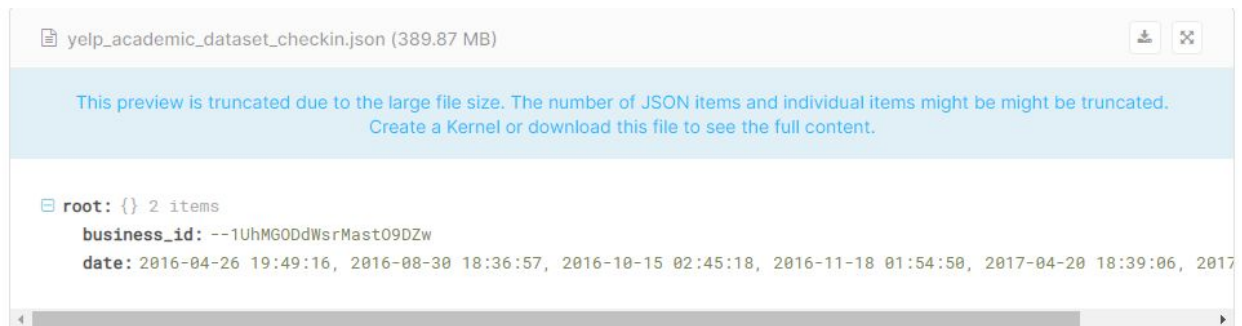 yelp_academic_dataset_checkin.json (389.87 MB)
This preview is truncated due to the large file size. The number of JSON items and individual items might be might be truncated.
Create a Kernel or download this file to see the full content.
root: {} 2 items
business_id: --1UhMGODdWsrMastO9DZw
date: 2016-04-26 19:49:16, 2016-08-30 18:36:57, 2016-10-15 02:45:18, 2016-11-18 01:54:50, 2017-04-20 18:39:06, 2017